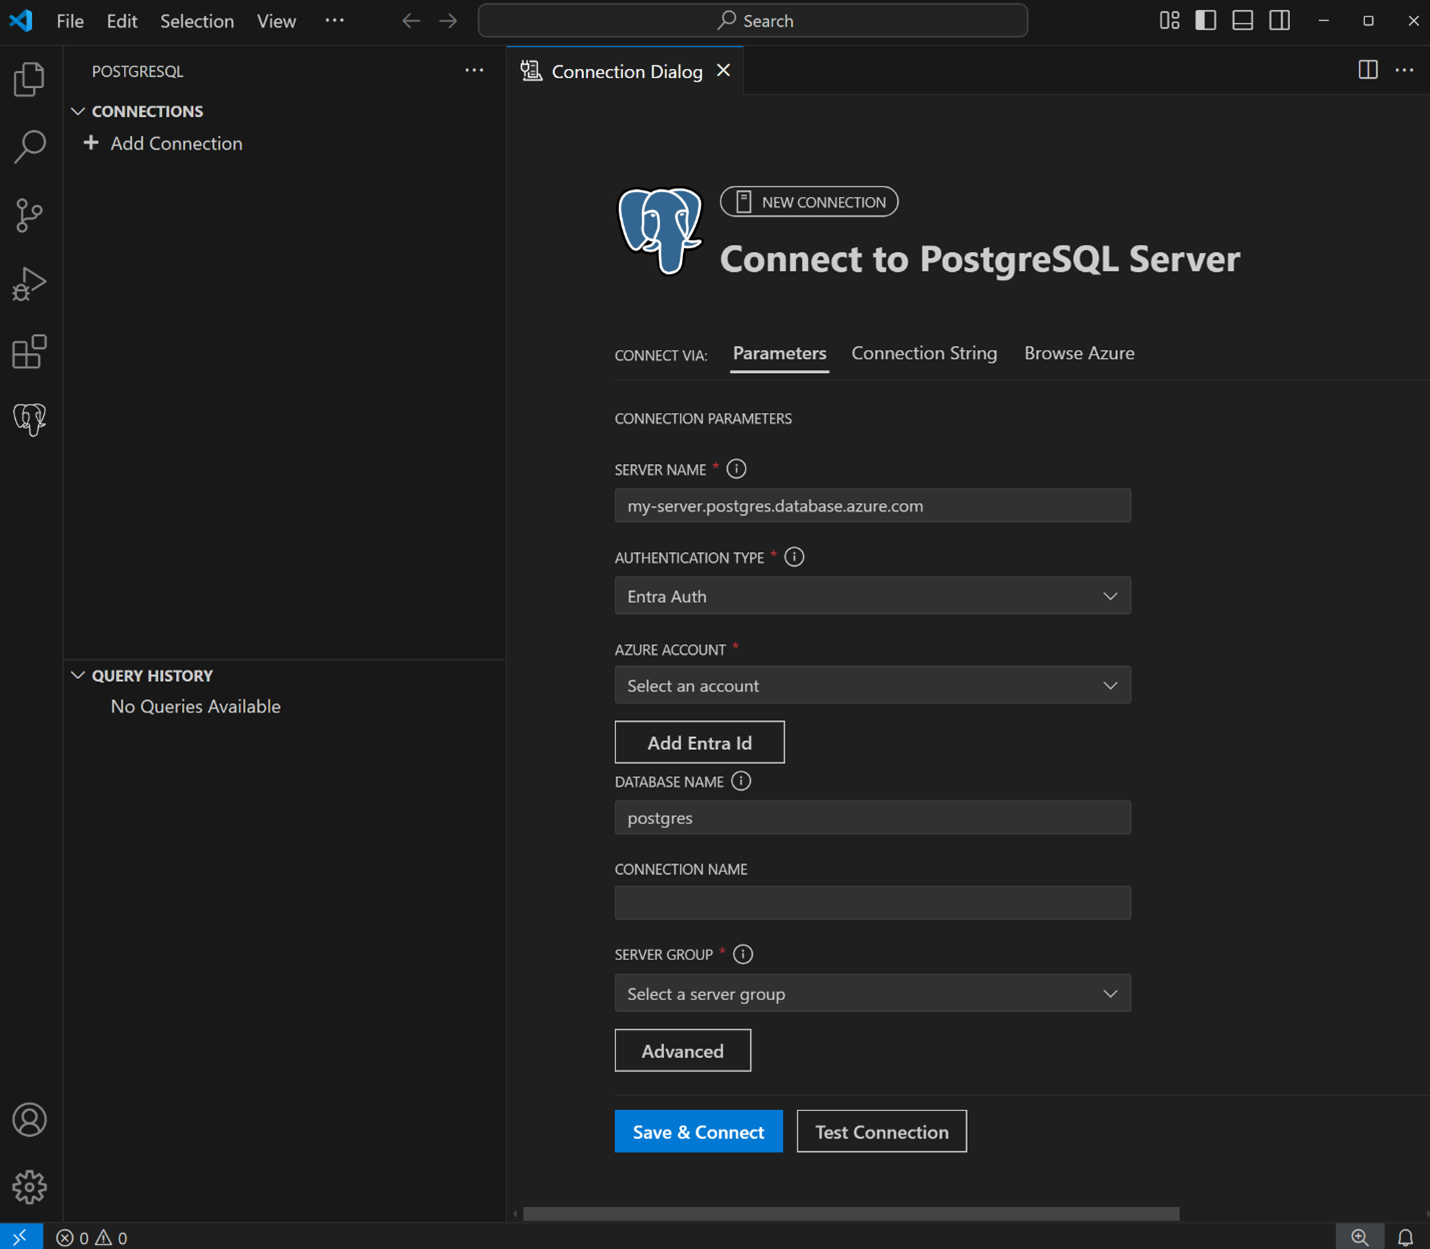 File Edit Selection View ··· Search
POSTGRESQL ···
Connection Dialog
CONNECTIONS
Add Connection
QUERY HISTORY
No Queries Available
NEW CONNECTION
Connect to PostgreSQL Server
CONNECT VIA: Parameters Connection String Browse Azure
CONNECTION PARAMETERS
SERVER NAME *
my-server.postgres.database.azure.com
AUTHENTICATION TYPE *
Entra Auth
AZURE ACCOUNT *
Select an account
Add Entra Id
DATABASE NAME
postgres
CONNECTION NAME
SERVER GROUP *
Select a server group
Advanced
Save & Connect Test Connection
0 0